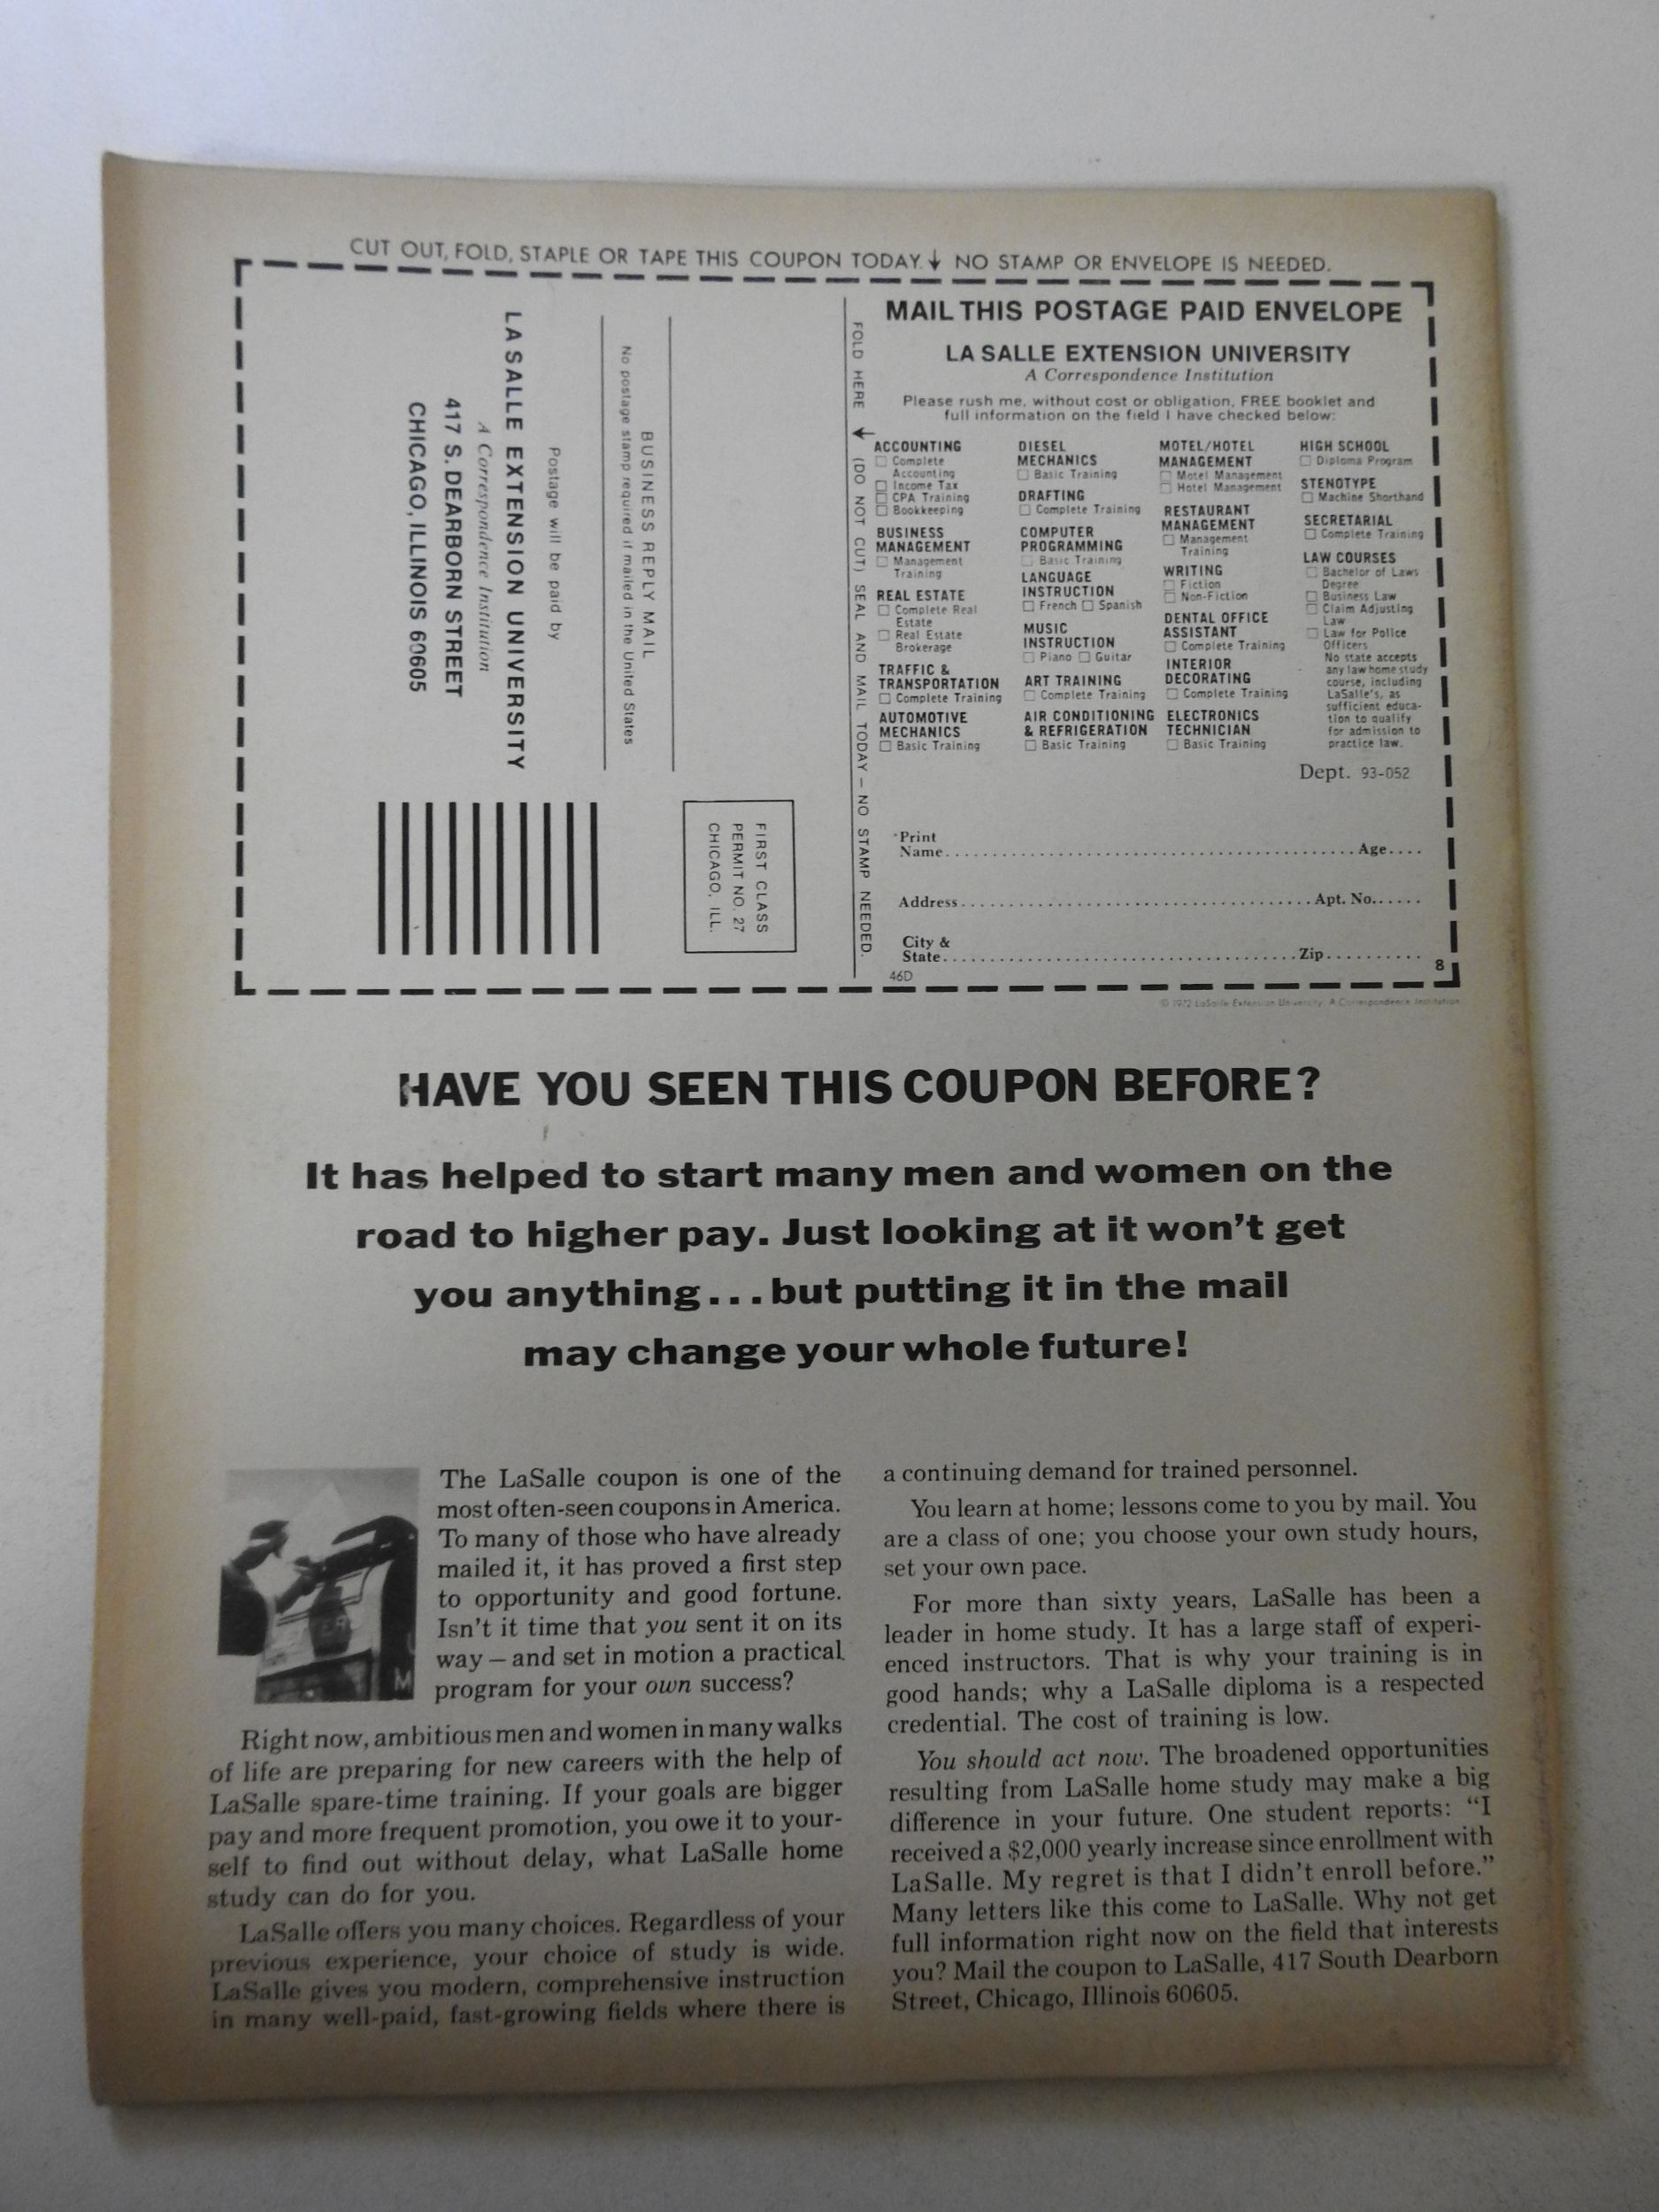 CUT OUT, FOLD, STAPLE OR TAPE THIS COUPON TODAY. ↓ NO STAMP OR ENVELOPE IS NEEDED.
FIRST CLASS
PERMIT NO. 27
CHICAGO, ILL.
BUSINESS REPLY MAIL
No postage stamp required if mailed in the United States
Postage will be paid by
LA SALLE EXTENSION UNIVERSITY
A Correspondence Institution
417 S. DEARBORN STREET
CHICAGO, ILLINOIS 60605
FOLD HERE ↓ (DO NOT CUT) SEAL AND MAIL TODAY – NO STAMP NEEDED.
MAIL THIS POSTAGE PAID ENVELOPE
LA SALLE EXTENSION UNIVERSITY
A Correspondence Institution
Please rush me, without cost or obligation, FREE booklet and
full information on the field I have checked below:
ACCOUNTING
☐ Complete
Accounting
☐ Income Tax
☐ CPA Training
☐ Bookkeeping
BUSINESS
MANAGEMENT
☐ Management
Training
REAL ESTATE
☐ Complete Real
Estate
☐ Real Estate
Brokerage
TRAFFIC &
TRANSPORTATION
☐ Complete Training
AUTOMOTIVE
MECHANICS
☐ Basic Training
DIESEL
MECHANICS
☐ Basic Training
DRAFTING
☐ Complete Training
COMPUTER
PROGRAMMING
☐ Basic Training
LANGUAGE
INSTRUCTION
☐ French ☐ Spanish
MUSIC
INSTRUCTION
☐ Piano ☐ Guitar
ART TRAINING
☐ Complete Training
AIR CONDITIONING
& REFRIGERATION
☐ Basic Training
MOTEL/HOTEL
MANAGEMENT
☐ Motel Management
☐ Hotel Management
RESTAURANT
MANAGEMENT
☐ Management
Training
WRITING
☐ Fiction
☐ Non-Fiction
DENTAL OFFICE
ASSISTANT
☐ Complete Training
INTERIOR
DECORATING
☐ Complete Training
ELECTRONICS
TECHNICIAN
☐ Basic Training
HIGH SCHOOL
☐ Diploma Program
STENOTYPE
☐ Machine Shorthand
SECRETARIAL
☐ Complete Training
LAW COURSES
☐ Bachelor of Laws
Degree
☐ Business Law
☐ Claim Adjusting
Law
☐ Law for Police
Officers
No state accepts
any law home study
course, including
LaSalle's, as
sufficient educa-
tion to qualify
for admission to
practice law.
Dept. 93-052
Print
Name. . . . . . . . . . Age. . . .
Address. . . . . . . . . . Apt. No. . . . . .
City &
State. . . . . . . . . . Zip. . . . . . . . . .
46D
8
© 1972 LaSalle Extension University, A Correspondence Institution
HAVE YOU SEEN THIS COUPON BEFORE?
It has helped to start many men and women on the
road to higher pay. Just looking at it won't get
you anything . . . but putting it in the mail
may change your whole future!
The LaSalle coupon is one of the
most often-seen coupons in America.
To many of those who have already
mailed it, it has proved a first step
to opportunity and good fortune.
Isn't it time that you sent it on its
way – and set in motion a practical
program for your own success?
Right now, ambitious men and women in many walks
of life are preparing for new careers with the help of
LaSalle spare-time training. If your goals are bigger
pay and more frequent promotion, you owe it to your-
self to find out without delay, what LaSalle home
study can do for you.
LaSalle offers you many choices. Regardless of your
previous experience, your choice of study is wide.
LaSalle gives you modern, comprehensive instruction
in many well-paid, fast-growing fields where there is
a continuing demand for trained personnel.
You learn at home; lessons come to you by mail. You
are a class of one; you choose your own study hours,
set your own pace.
For more than sixty years, LaSalle has been a
leader in home study. It has a large staff of experi-
enced instructors. That is why your training is in
good hands; why a LaSalle diploma is a respected
credential. The cost of training is low.
You should act now. The broadened opportunities
resulting from LaSalle home study may make a big
difference in your future. One student reports: "I
received a $2,000 yearly increase since enrollment with
LaSalle. My regret is that I didn't enroll before."
Many letters like this come to LaSalle. Why not get
full information right now on the field that interests
you? Mail the coupon to LaSalle, 417 South Dearborn
Street, Chicago, Illinois 60605.